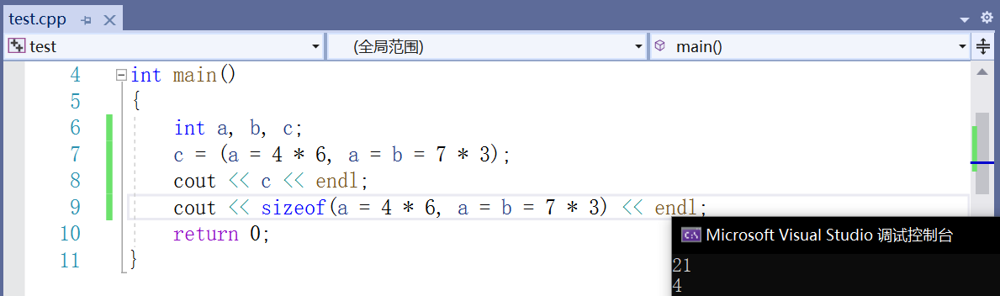 test.cpp
test (全局范围) main()
4 int main()
5 {
6 int a, b, c;
7 c = (a = 4 * 6, a = b = 7 * 3);
8 cout << c << endl;
9 cout << sizeof(a = 4 * 6, a = b = 7 * 3) << endl;
10 return 0;
11 }
C:\ Microsoft Visual Studio 调试控制台
21
4